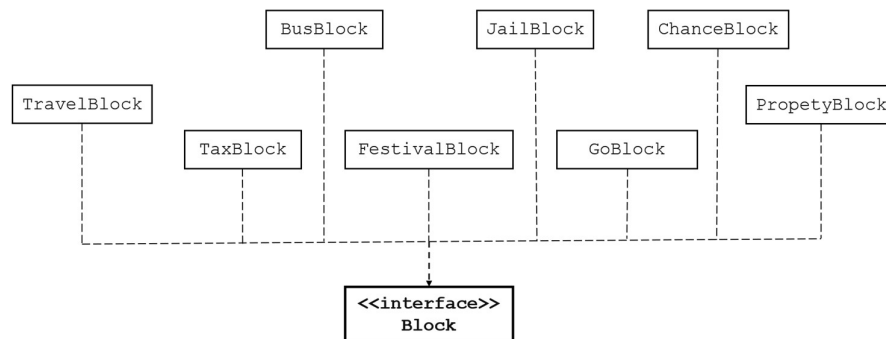 BusBlock
JailBlock
ChanceBlock
TravelBlock
PropetyBlock
TaxBlock
FestivalBlock
GoBlock
<<interface>>
Block